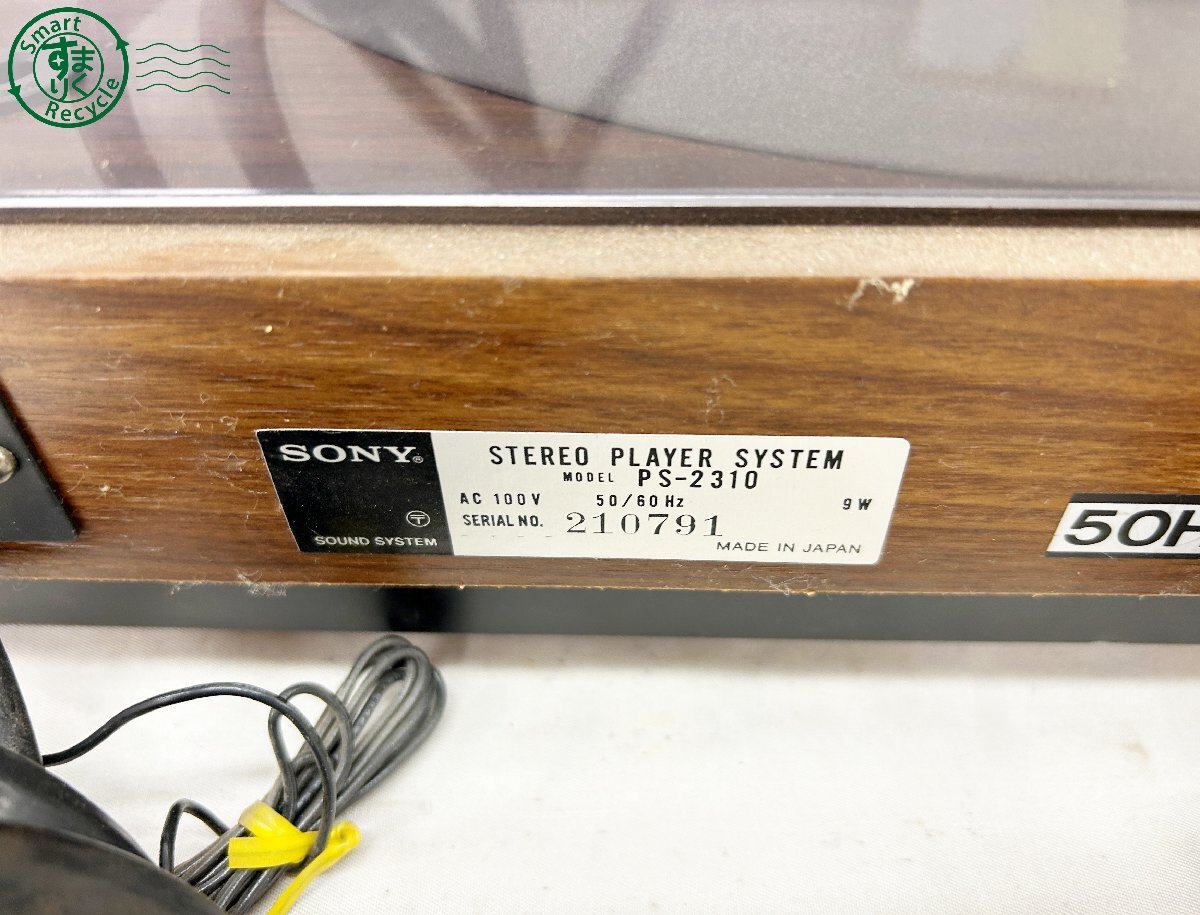 Smart
すまりく
Recycle
SONY®
SOUND SYSTEM
STEREO PLAYER SYSTEM
MODEL PS-2310
AC 100V 50/60Hz 9W
SERIAL NO. 210791
MADE IN JAPAN
50H